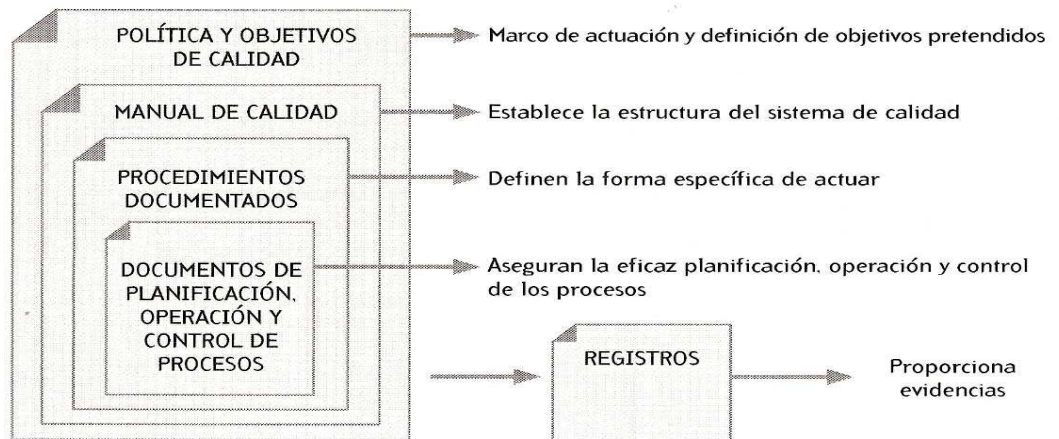 POLÍTICA Y OBJETIVOS
DE CALIDAD
Marco de actuación y definición de objetivos pretendidos
MANUAL DE CALIDAD
Establece la estructura del sistema de calidad
PROCEDIMIENTOS
DOCUMENTADOS
Definen la forma específica de actuar
DOCUMENTOS DE
PLANIFICACIÓN,
OPERACIÓN Y
CONTROL DE
PROCESOS
Aseguran la eficaz planificación, operación y control
de los procesos
REGISTROS
Proporciona
evidencias